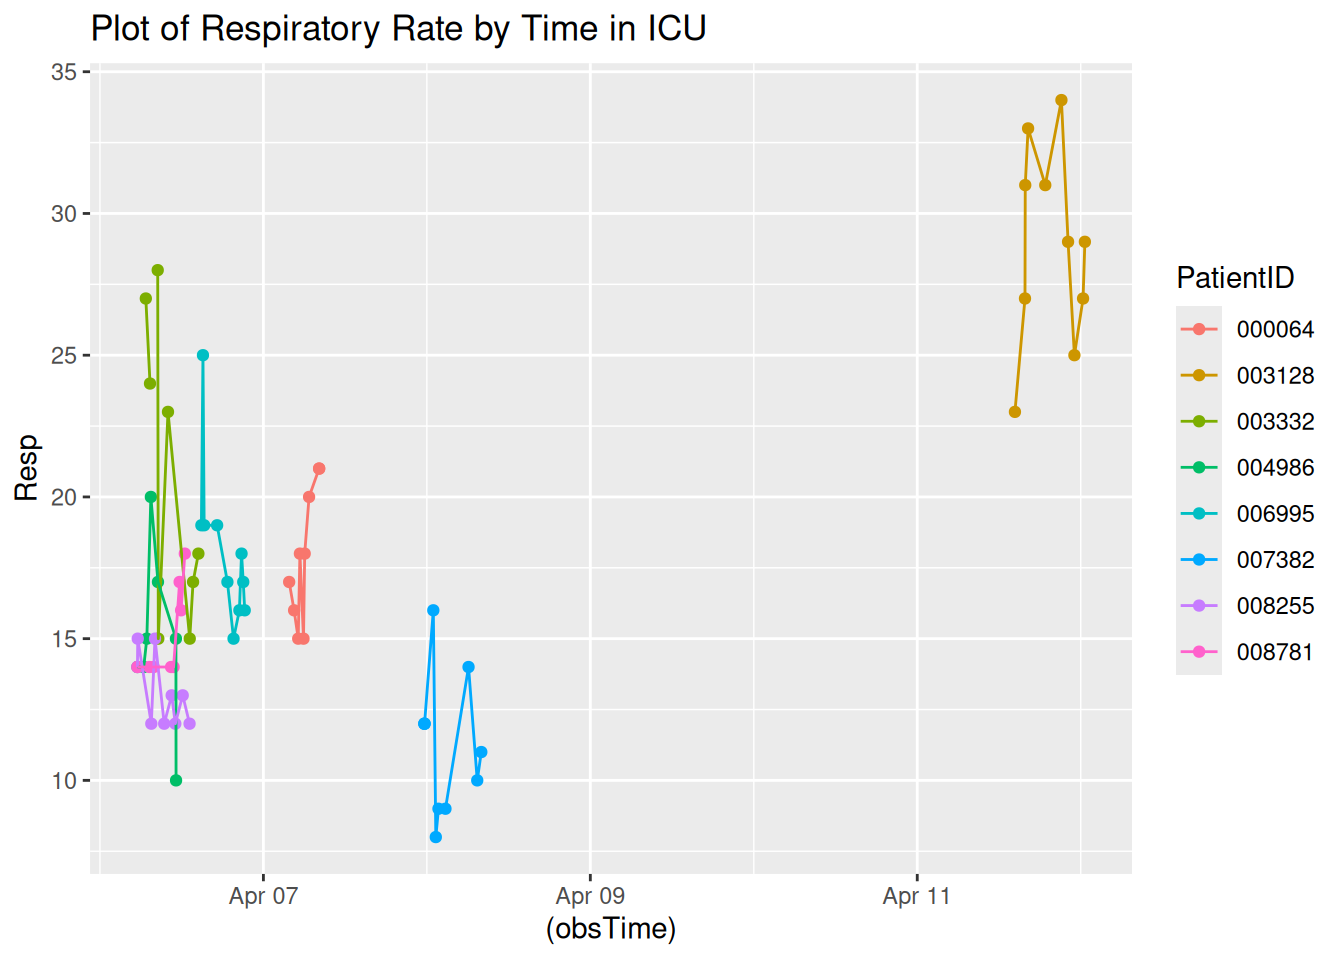 Plot of Respiratory Rate by Time in ICU
35
30
25
20
15
10
Resp
Apr 07
Apr 09
Apr 11
(obsTime)
PatientID
000064
003128
003332
004986
006995
007382
008255
008781